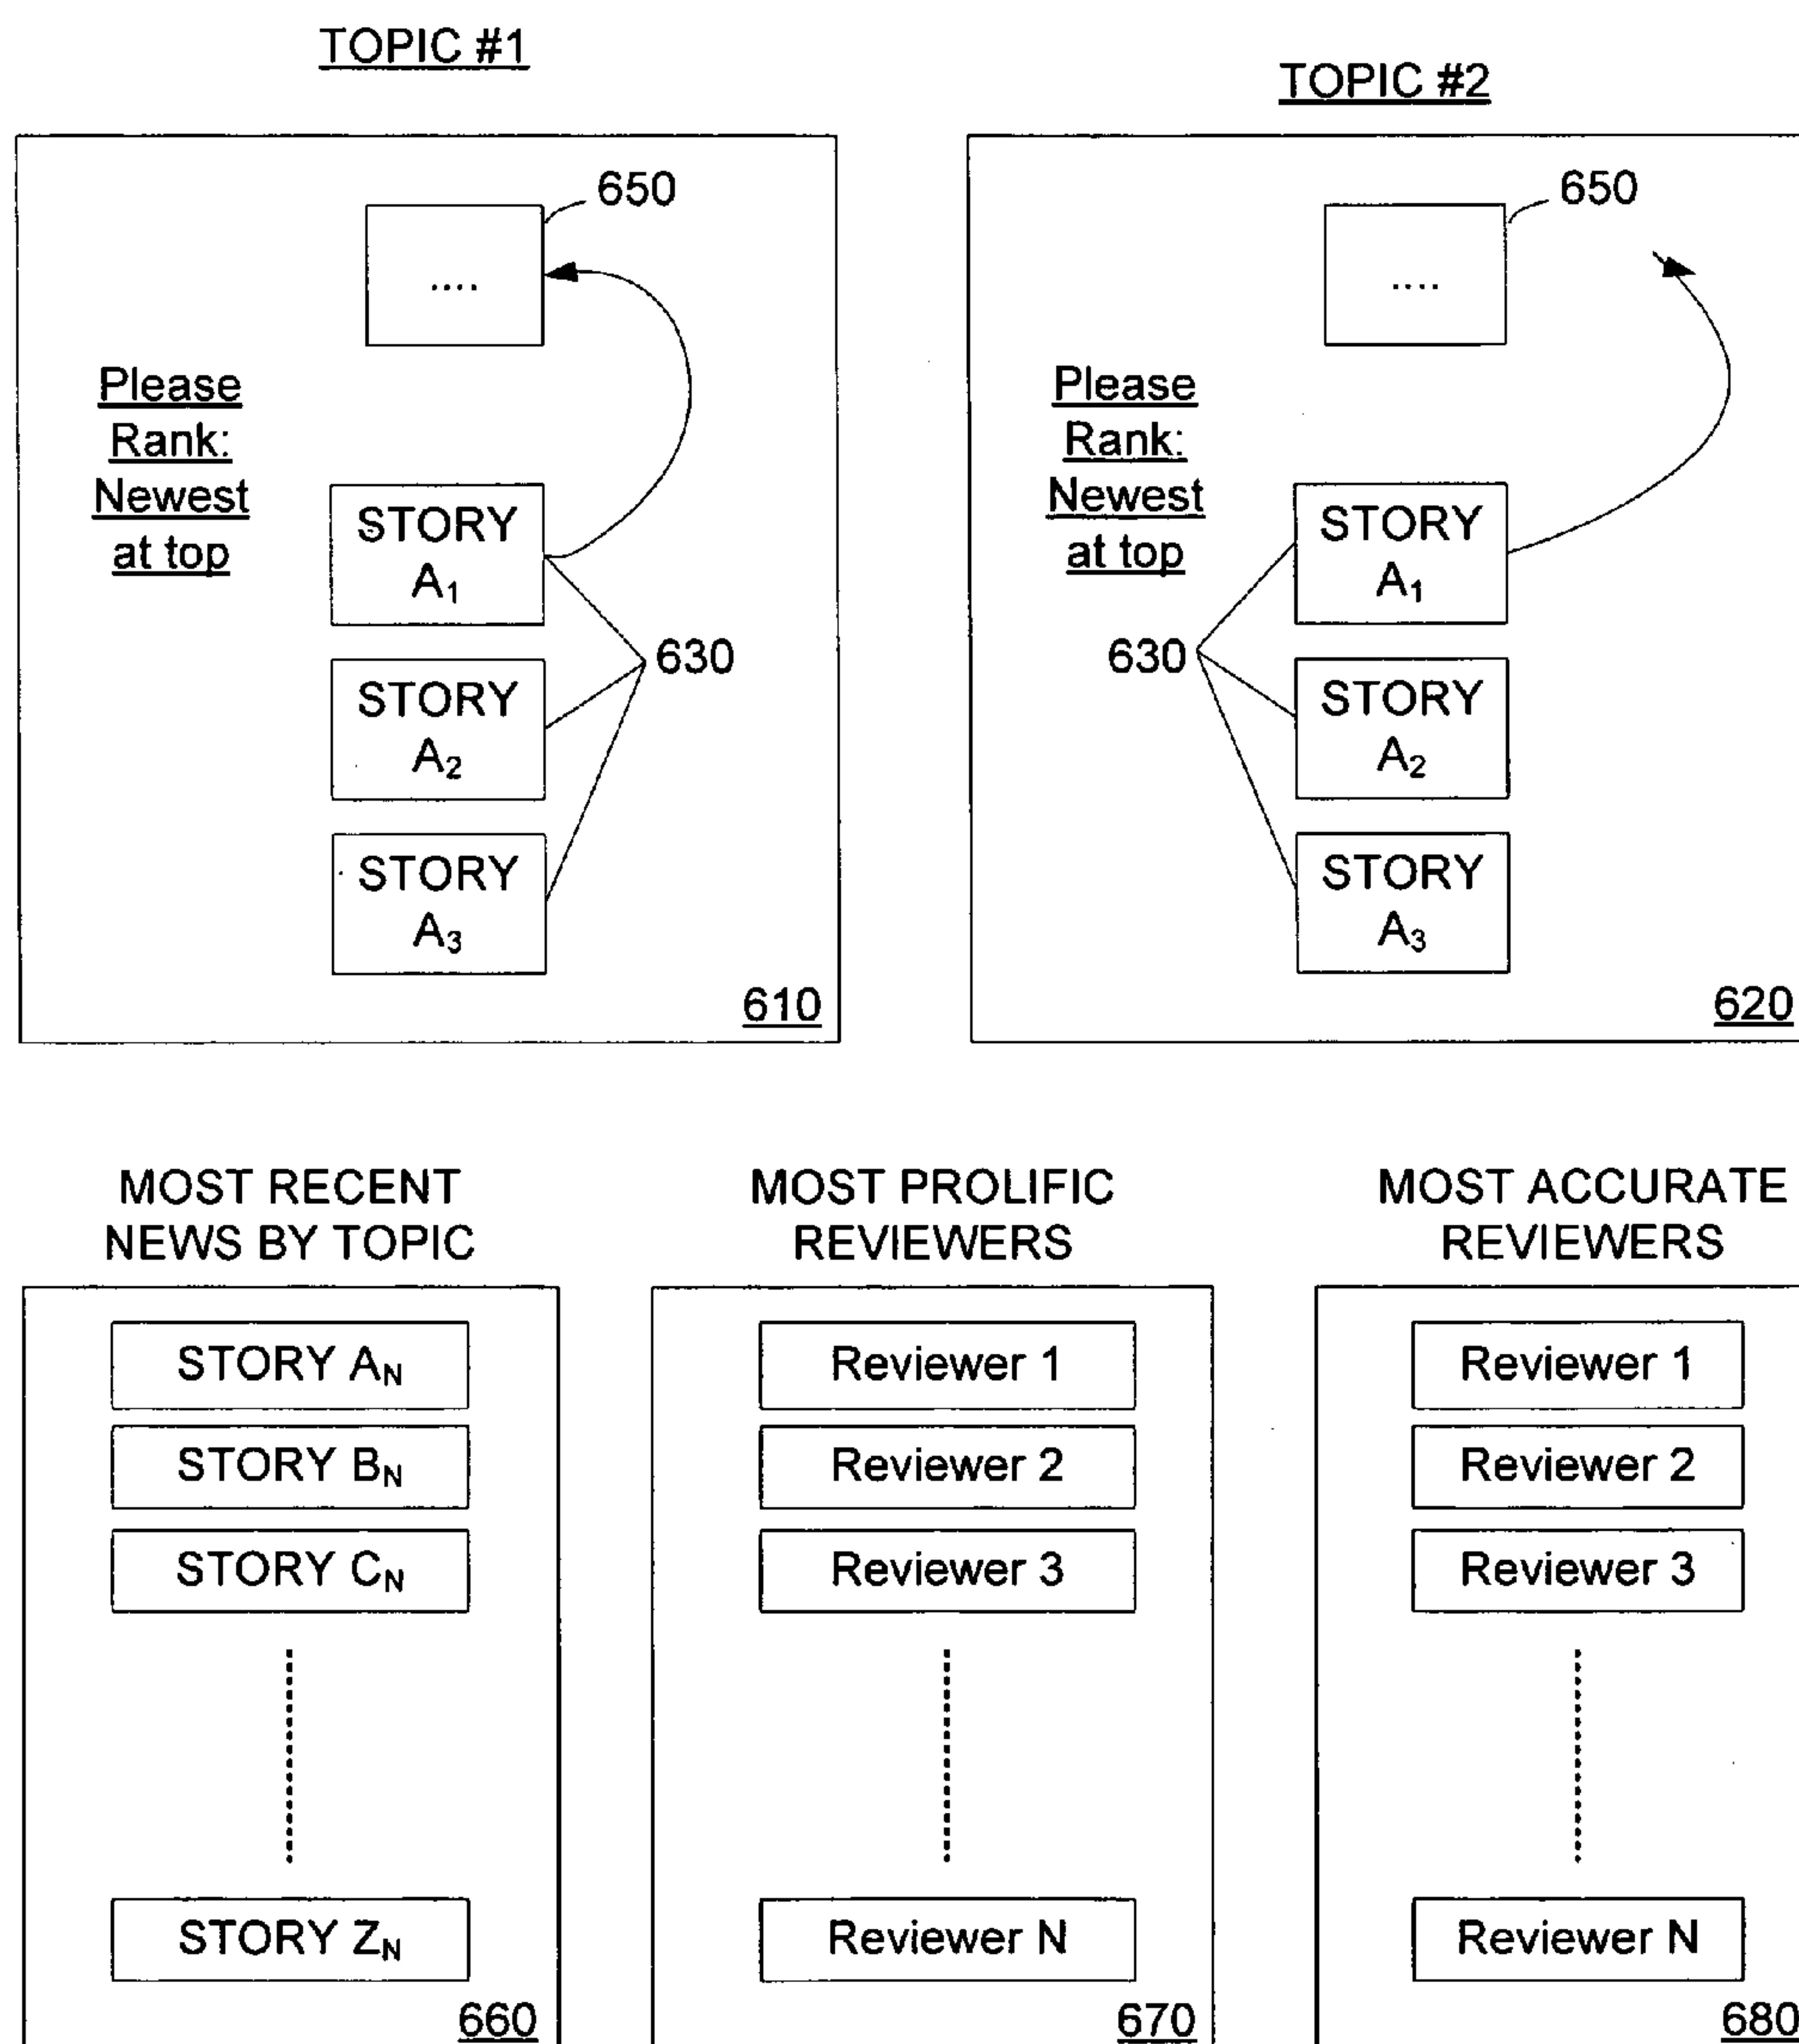 TOPIC #1
650
....
Please
Rank:
Newest
at top
STORY
A₁
630
STORY
A₂
STORY
A₃
610
TOPIC #2
650
....
Please
Rank:
Newest
at top
STORY
A₁
630
STORY
A₂
STORY
A₃
620
MOST RECENT
NEWS BY TOPIC
STORY Aₙ
STORY Bₙ
STORY Cₙ
STORY Zₙ
660
MOST PROLIFIC
REVIEWERS
Reviewer 1
Reviewer 2
Reviewer 3
Reviewer N
670
MOST ACCURATE
REVIEWERS
Reviewer 1
Reviewer 2
Reviewer 3
Reviewer N
680